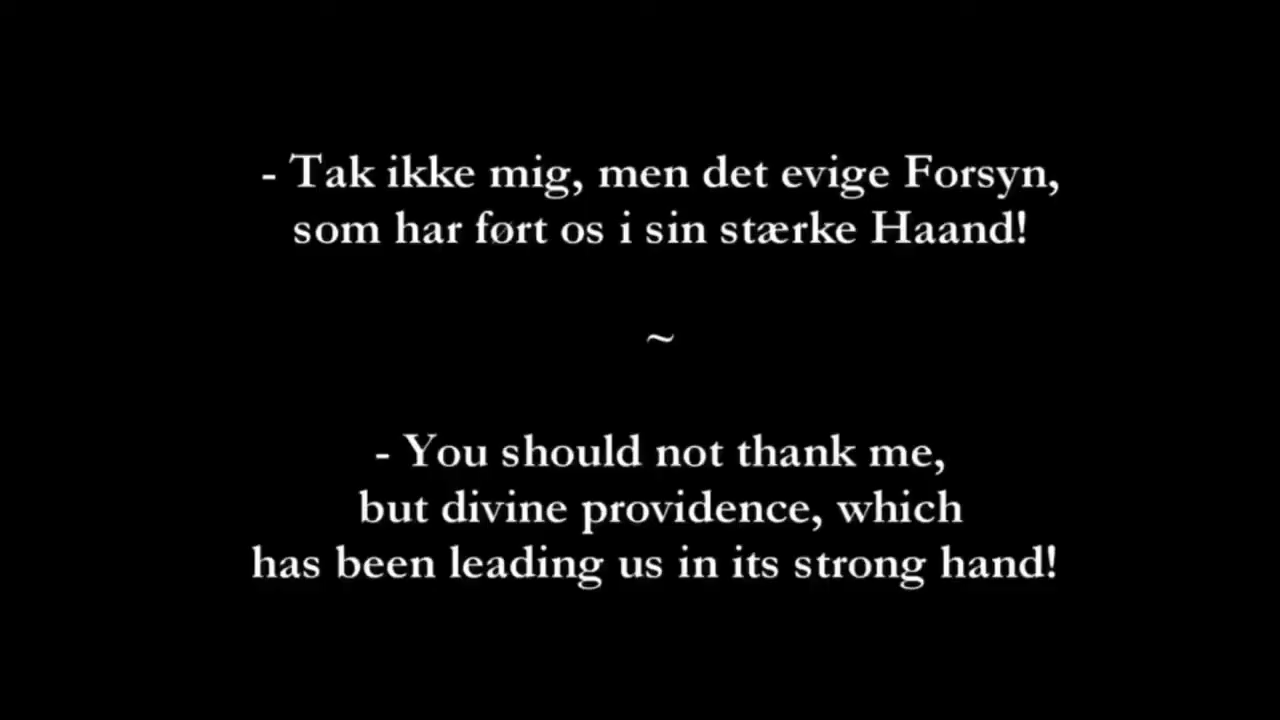 - Tak ikke mig, men det evige Forsyn,
som har ført os i sin stærke Haand!
~
- You should not thank me,
but divine providence, which
has been leading us in its strong hand!